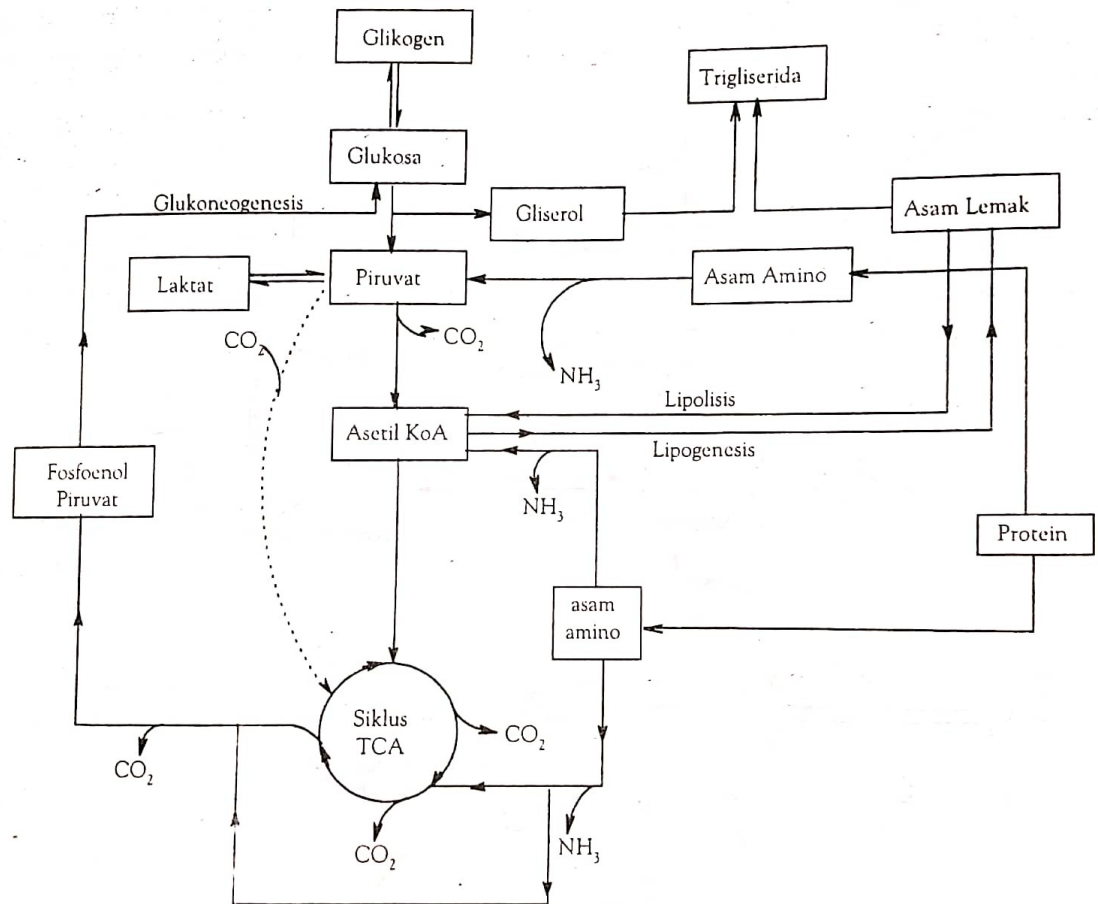 Glikogen
Trigliserida
Glukosa
Glukoneogenesis
Gliserol
Asam Lemak
Laktat
Piruvat
Asam Amino
CO₂
CO₂
NH₃
Lipolisis
Asetil KoA
Lipogenesis
Fosfoenol
Piruvat
NH₃
Protein
asam
amino
Siklus
TCA
CO₂
CO₂
CO₂
NH₃